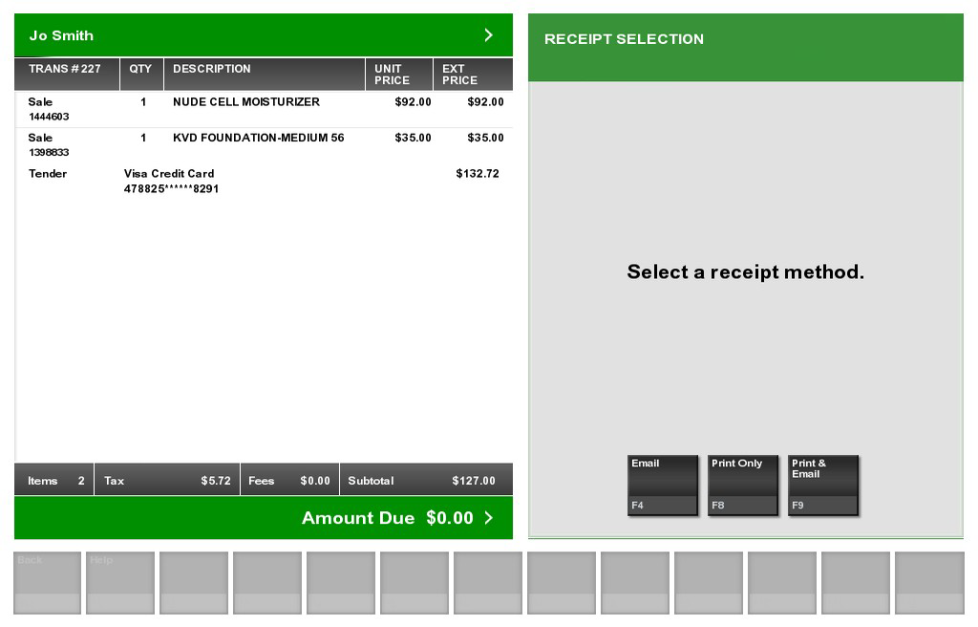 Jo Smith
RECEIPT SELECTION
TRANS # 227 QTY DESCRIPTION UNIT PRICE EXT PRICE
Sale 1 NUDE CELL MOISTURIZER $92.00 $92.00
1444603
Sale 1 KVD FOUNDATION-MEDIUM 56 $35.00 $35.00
1398833
Tender Visa Credit Card $132.72
478825******8291
Select a receipt method.
Email Print Only Print & Email
F4 F8 F9
Items 2 Tax $5.72 Fees $0.00 Subtotal $127.00
Amount Due $0.00
Back Help